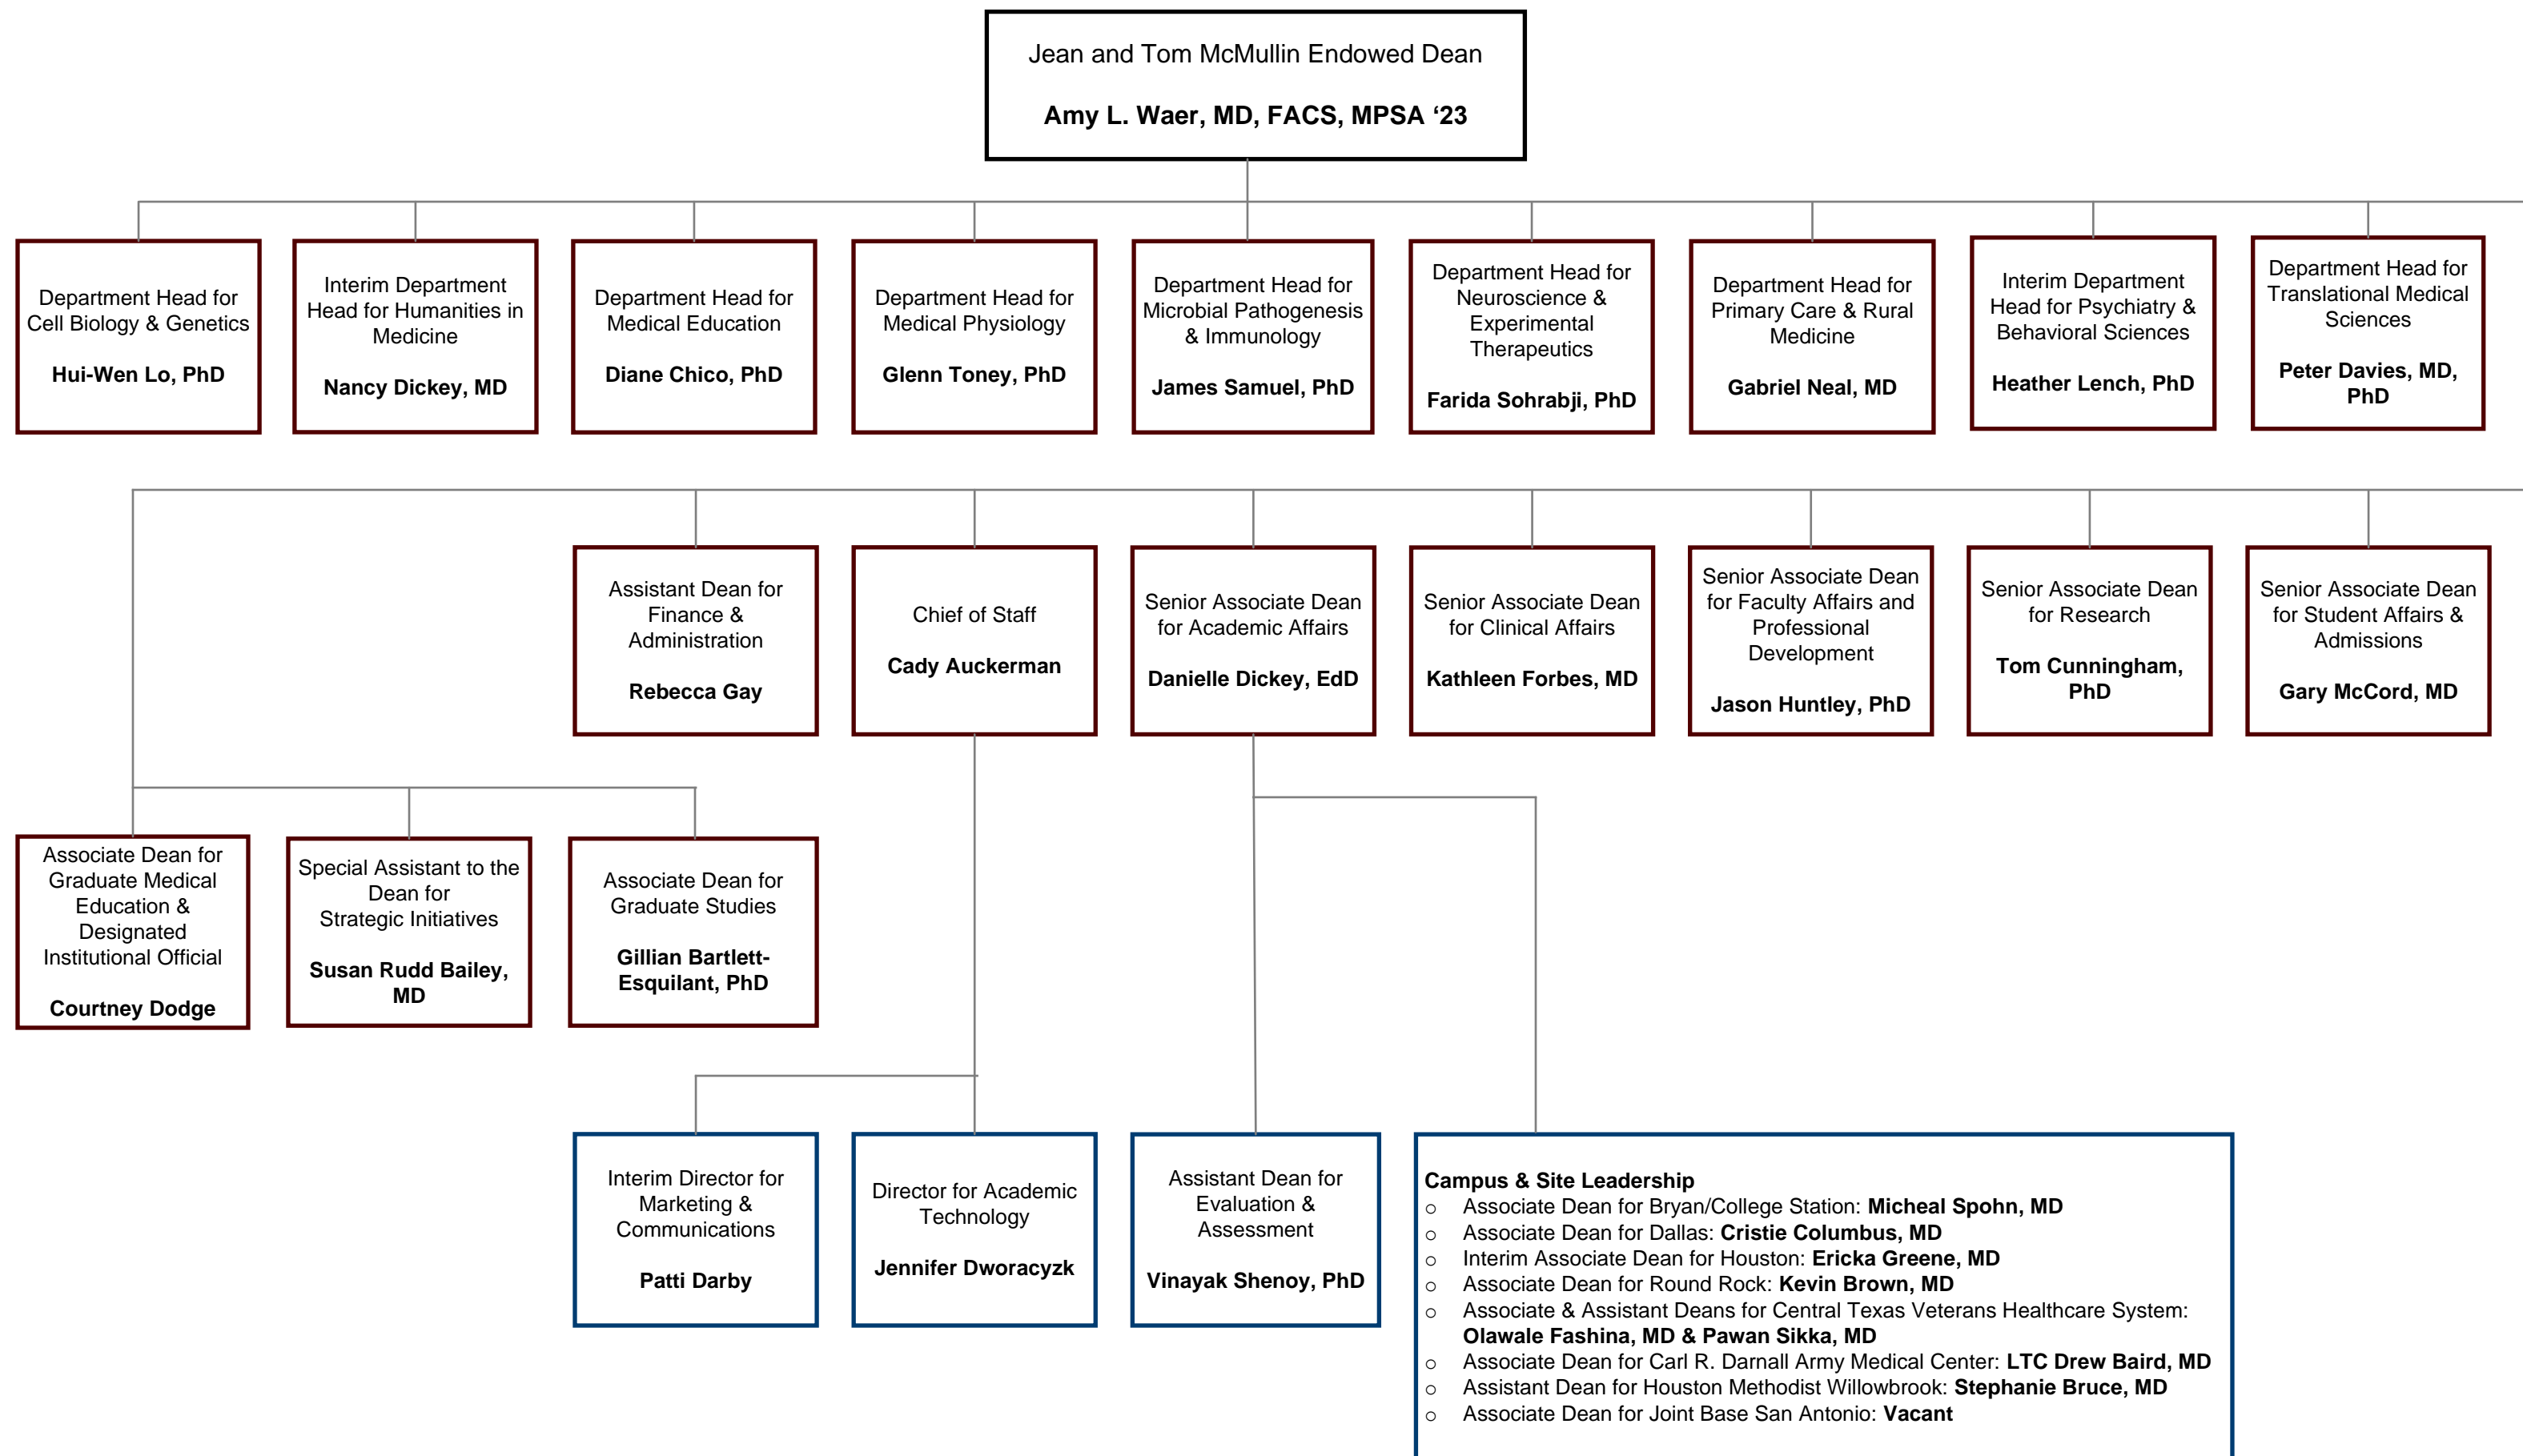 Jean and Tom McMullin Endowed Dean
Amy L. Waer, MD, FACS, MPSA ‘23
Department Head for
Cell Biology & Genetics
Hui-Wen Lo, PhD
Interim Department
Head for Humanities in
Medicine
Nancy Dickey, MD
Department Head for
Medical Education
Diane Chico, PhD
Department Head for
Medical Physiology
Glenn Toney, PhD
Department Head for
Microbial Pathogenesis
& Immunology
James Samuel, PhD
Department Head for
Neuroscience &
Experimental
Therapeutics
Farida Sohrabji, PhD
Department Head for
Primary Care & Rural
Medicine
Gabriel Neal, MD
Interim Department
Head for Psychiatry &
Behavioral Sciences
Heather Lench, PhD
Department Head for
Translational Medical
Sciences
Peter Davies, MD,
PhD
Assistant Dean for
Finance &
Administration
Rebecca Gay
Chief of Staff
Cady Auckerman
Senior Associate Dean
for Academic Affairs
Danielle Dickey, EdD
Senior Associate Dean
for Clinical Affairs
Kathleen Forbes, MD
Senior Associate Dean
for Faculty Affairs and
Professional
Development
Jason Huntley, PhD
Senior Associate Dean
for Research
Tom Cunningham,
PhD
Senior Associate Dean
for Student Affairs &
Admissions
Gary McCord, MD
Associate Dean for
Graduate Medical
Education &
Designated
Institutional Official
Courtney Dodge
Special Assistant to the
Dean for
Strategic Initiatives
Susan Rudd Bailey,
MD
Associate Dean for
Graduate Studies
Gillian Bartlett-
Esquilant, PhD
Interim Director for
Marketing &
Communications
Patti Darby
Director for Academic
Technology
Jennifer Dworacyzk
Assistant Dean for
Evaluation &
Assessment
Vinayak Shenoy, PhD
Campus & Site Leadership
o Associate Dean for Bryan/College Station: Micheal Spohn, MD
o Associate Dean for Dallas: Cristie Columbus, MD
o Interim Associate Dean for Houston: Ericka Greene, MD
o Associate Dean for Round Rock: Kevin Brown, MD
o Associate & Assistant Deans for Central Texas Veterans Healthcare System:
Olawale Fashina, MD & Pawan Sikka, MD
o Associate Dean for Carl R. Darnall Army Medical Center: LTC Drew Baird, MD
o Assistant Dean for Houston Methodist Willowbrook: Stephanie Bruce, MD
o Associate Dean for Joint Base San Antonio: Vacant